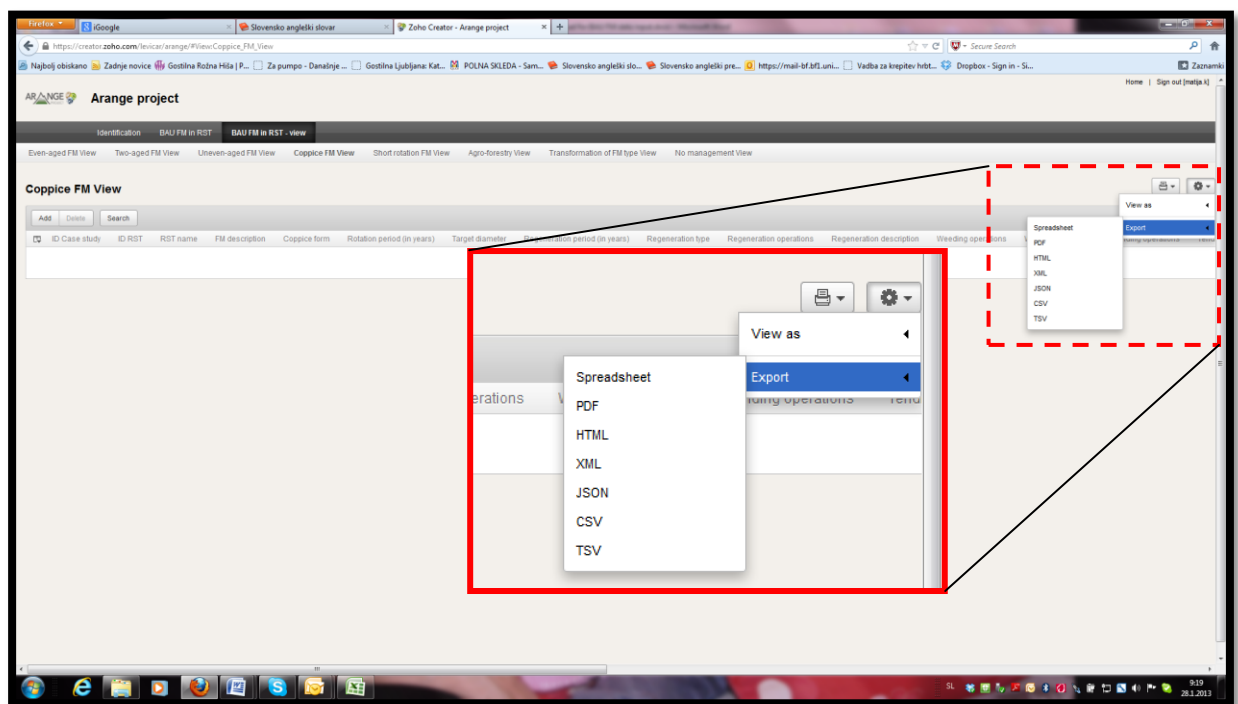 Firefox
iGoogle
Slovensko angleški slovar
Zoho Creator - Arange project
https://creator.zoho.com/levicar/arange/#View:Coppice_FM_View
Secure Search
Najbolj obiskano Zadnje novice Gostilna Rožna Hiša | P... Za pumpo - Današnje ... Gostilna Ljubljana: Kat... POLNA SKLEDA - Sam... Slovensko angleški slo... Slovensko angleški pre... https://mail-bf.bf1.uni... Vadba za krepitev hrbt... Dropbox - Sign in - Si... Zaznamki
Home | Sign out [matija.k]
ARANGE Arange project
Identification BAU FM in RST BAU FM in RST - view
Even-aged FM View Two-aged FM View Uneven-aged FM View Coppice FM View Short rotation FM View Agro-forestry View Transformation of FM type View No management View
Coppice FM View
Add Delete Search
View as
Export
Spreadsheet
PDF
HTML
XML
JSON
CSV
TSV
ID Case study ID RST RST name FM description Coppice form Rotation period (in years) Target diameter Regeneration period (in years) Regeneration type Regeneration operations Regeneration description Weeding operations
View as
Export
erations
Spreadsheet
PDF
HTML
XML
JSON
CSV
TSV
SL
9:19
28.1.2013